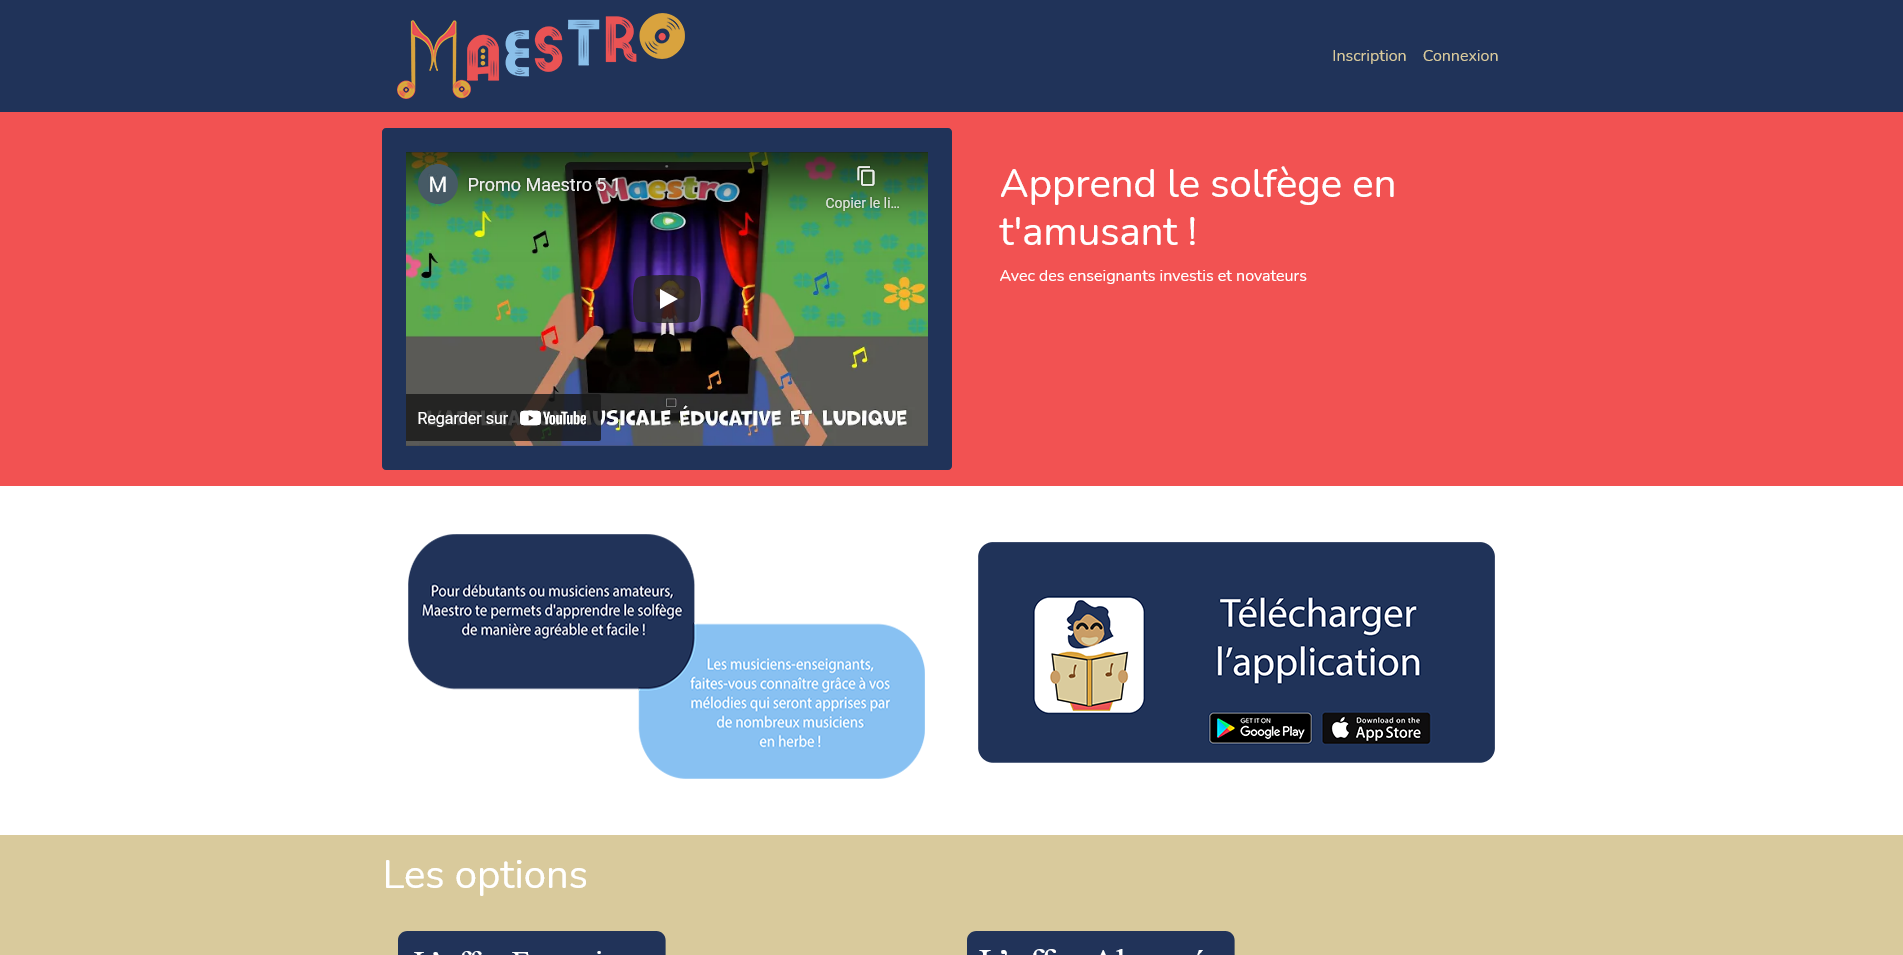 MAESTRO
Inscription Connexion
M Promo Maestro 5.1
Maestro
Copier le li...
Regarder sur YouTube
USICALE ÉDUCATIVE ET LUDIQUE
Apprend le solfège en
t'amusant !
Avec des enseignants investis et novateurs
Pour débutants ou musiciens amateurs,
Maestro te permets d'apprendre le solfège
de manière agréable et facile !
Les musiciens-enseignants,
faites-vous connaître grâce à vos
mélodies qui seront apprises par
de nombreux musiciens
en herbe !
Télécharger
l'application
GET IT ON
Google Play
Download on the
App Store
Les options